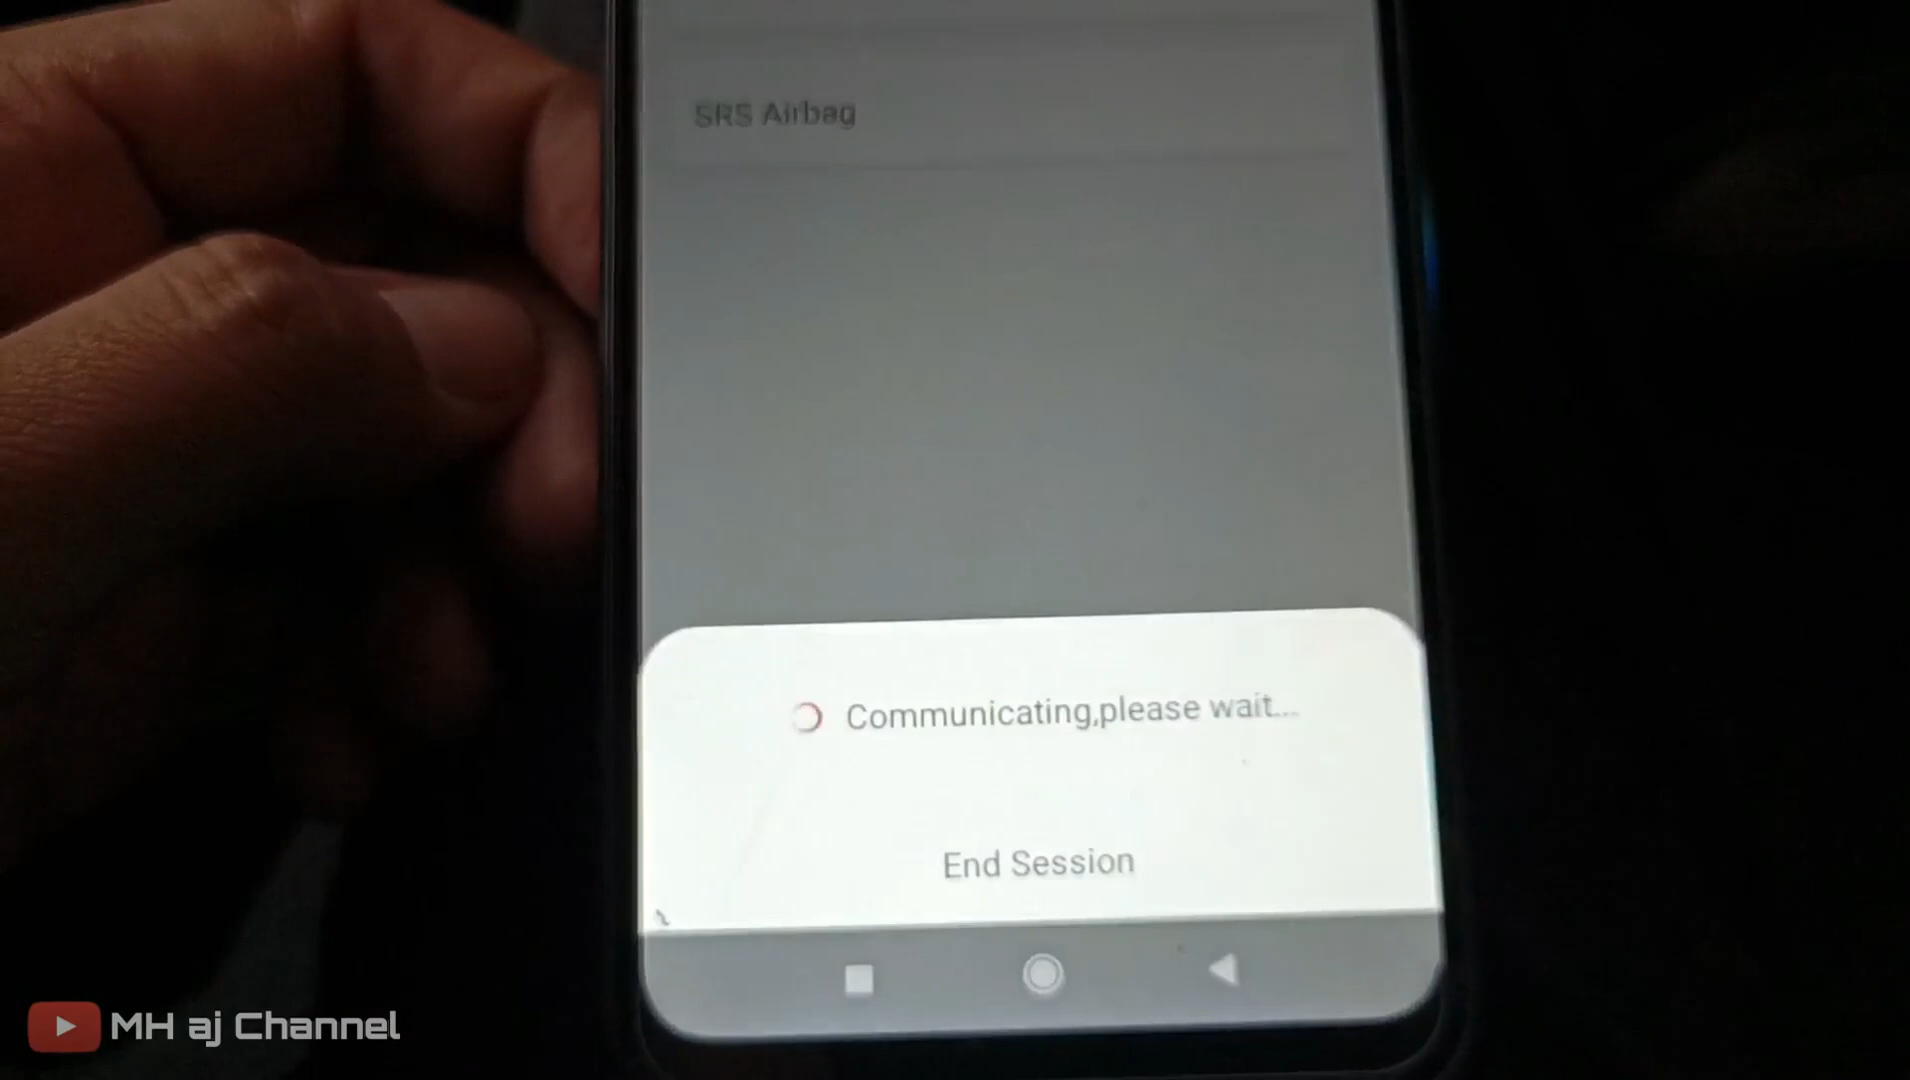 SRS Airbag
Communicating,please wait...
End Session
MH aj Channel